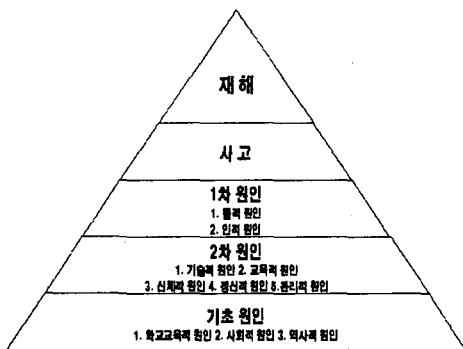 재해
사고
1차 원인
1. 물적 원인
2. 인적 원인
2차 원인
1. 기술적 원인 2. 교육적 원인
3. 신체적 원인 4. 정신적 원인 5. 관리적 원인
기초 원인
1. 학교교육적 원인 2. 사회적 원인 3. 역사적 원인